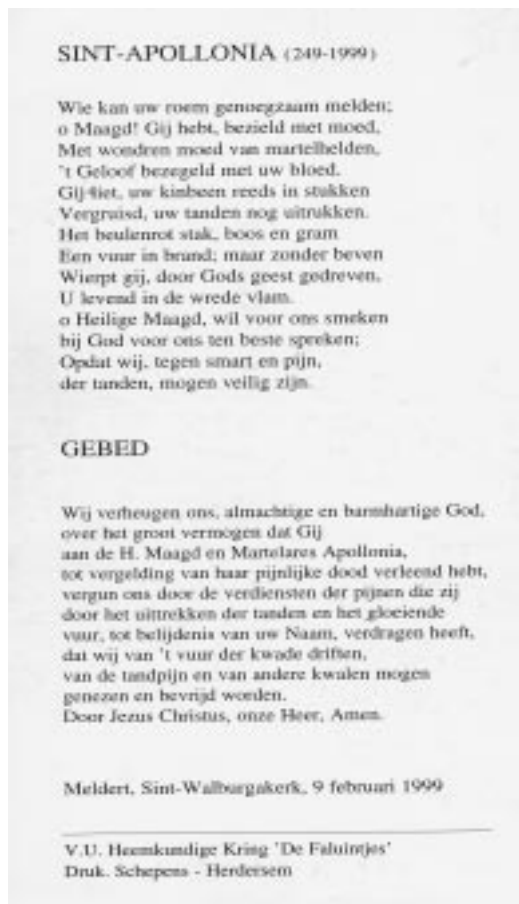 SINT-APOLLONIA (249-1999)
Wie kan uw roem genoegzaam melden;
o Maagd! Gij hebt, bezield met moed,
Met wondren moed van martelhelden,
't Geloof bezegeld met uw bloed.
Gij liet, uw kinbeen reeds in stukken
Vergruisd, uw tanden nog uitrukken.
Het beulenrot stak, boos en gram
Een vuur in brand; maar zonder beven
Wierpt gij, door Gods geest gedreven,
U levend in de wrede vlam.
o Heilige Maagd, wil voor ons smeken
bij God voor ons ten beste spreken;
Opdat wij, tegen smart en pijn,
der tanden, mogen veilig zijn.
GEBED
Wij verheugen ons, almachtige en barmhartige God,
over het groot vermogen dat Gij
aan de H. Maagd en Martelares Apollonia,
tot vergelding van haar pijnlijke dood verleend hebt,
vergun ons door de verdiensten der pijnen die zij
door het uittrekken der tanden en het gloeiende
vuur, tot belijdenis van uw Naam, verdragen heeft,
dat wij van 't vuur der kwade driften,
van de tandpijn en van andere kwalen mogen
genezen en bevrijd worden.
Door Jezus Christus, onze Heer, Amen.
Meldert, Sint-Walburgakerk, 9 februari 1999
V.U. Heemkundige Kring 'De Faluintjes'
Druk. Schepens - Herdersem